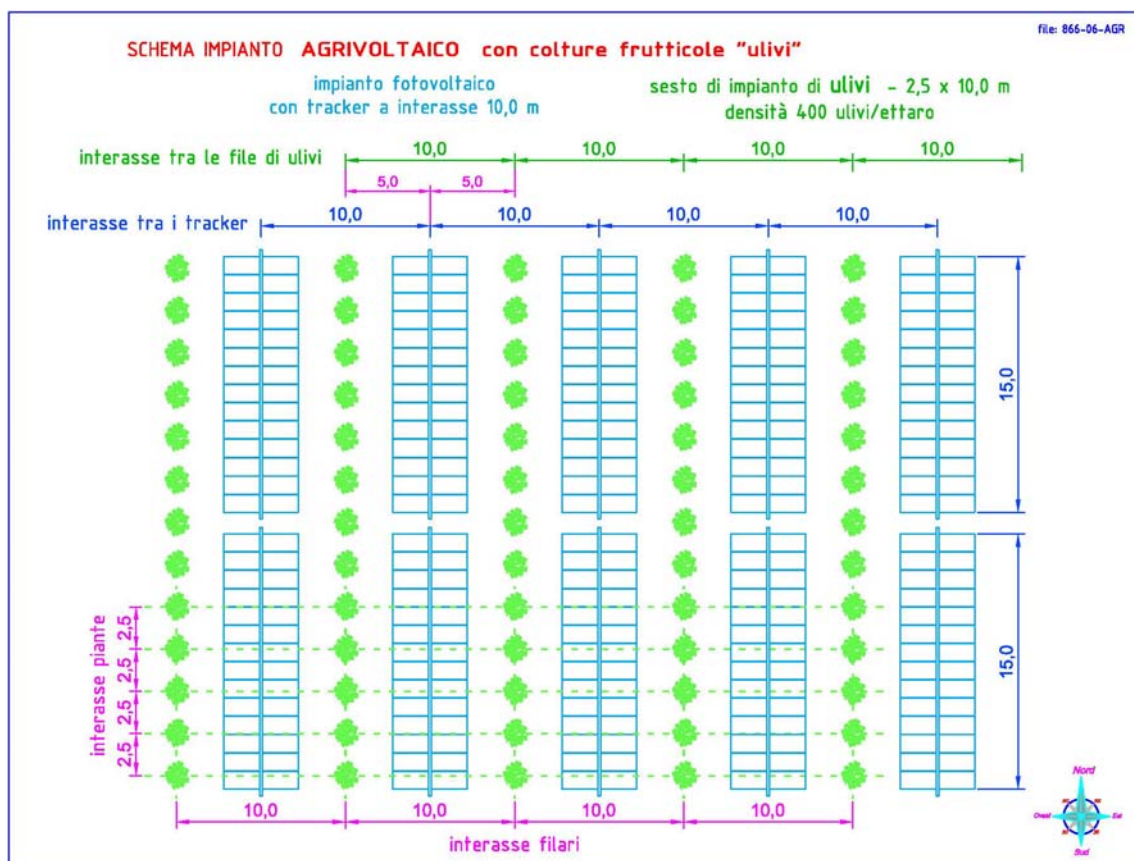 file: 866-06-AGR
SCHEMA IMPIANTO AGRIVOLTAICO con colture frutticole "ulivi"
impianto fotovoltaico
con tracker a interasse 10,0 m
sesto di impianto di ulivi - 2,5 x 10,0 m
densità 400 ulivi/ettaro
interasse tra le file di ulivi
10,0
10,0
10,0
10,0
5,0
5,0
interasse tra i tracker
10,0
10,0
10,0
10,0
15,0
15,0
interasse piante
2,5
2,5
2,5
2,5
10,0
10,0
10,0
10,0
interasse filari
Nord
Ovest
Est
Sud